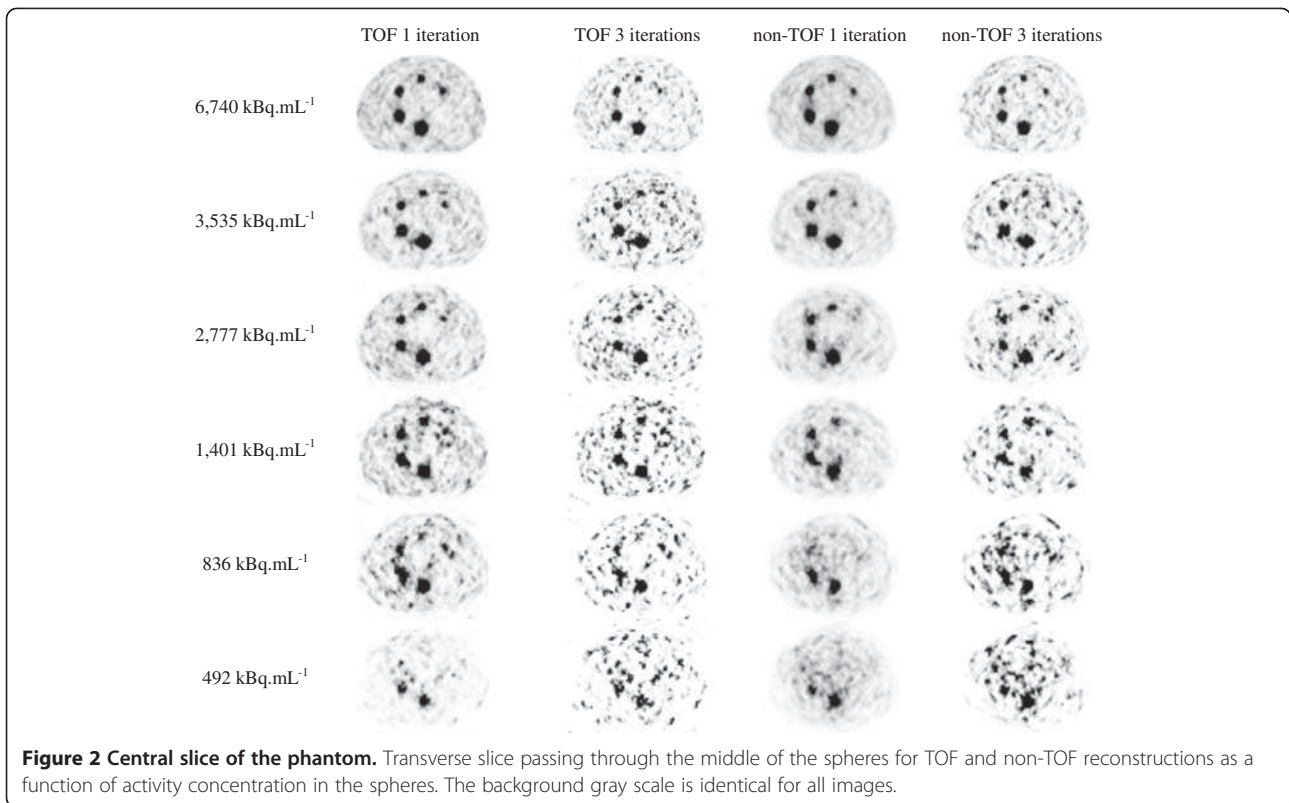 TOF 1 iteration TOF 3 iterations non-TOF 1 iteration non-TOF 3 iterations
6,740 kBq.mL-1
3,535 kBq.mL-1
2,777 kBq.mL-1
1,401 kBq.mL-1
836 kBq.mL-1
492 kBq.mL-1
Figure 2 Central slice of the phantom. Transverse slice passing through the middle of the spheres for TOF and non-TOF reconstructions as a
function of activity concentration in the spheres. The background gray scale is identical for all images.